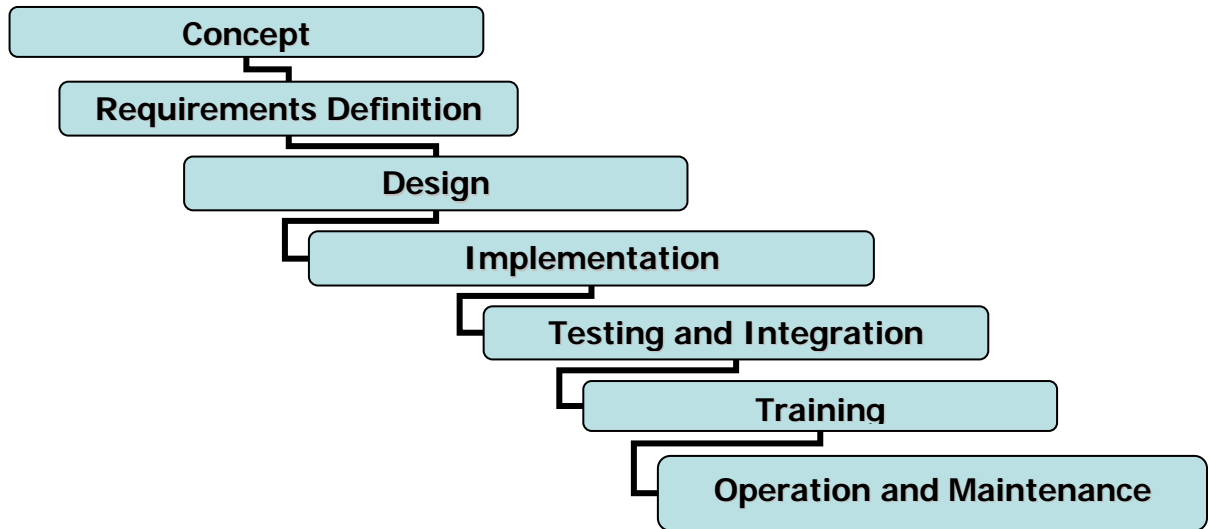 Concept
Requirements Definition
Design
Implementation
Testing and Integration
Training
Operation and Maintenance